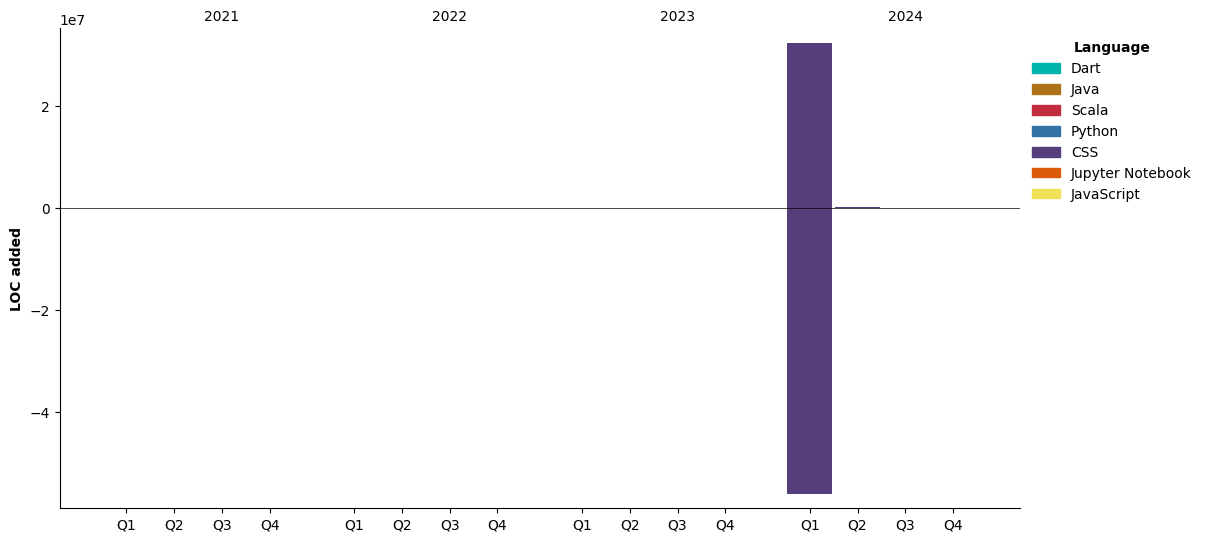 2021 2022 2023 2024
1e7
Language
Dart
Java
Scala
Python
CSS
Jupyter Notebook
JavaScript
2
0
−2
−4
LOC added
Q1 Q2 Q3 Q4 Q1 Q2 Q3 Q4 Q1 Q2 Q3 Q4 Q1 Q2 Q3 Q4